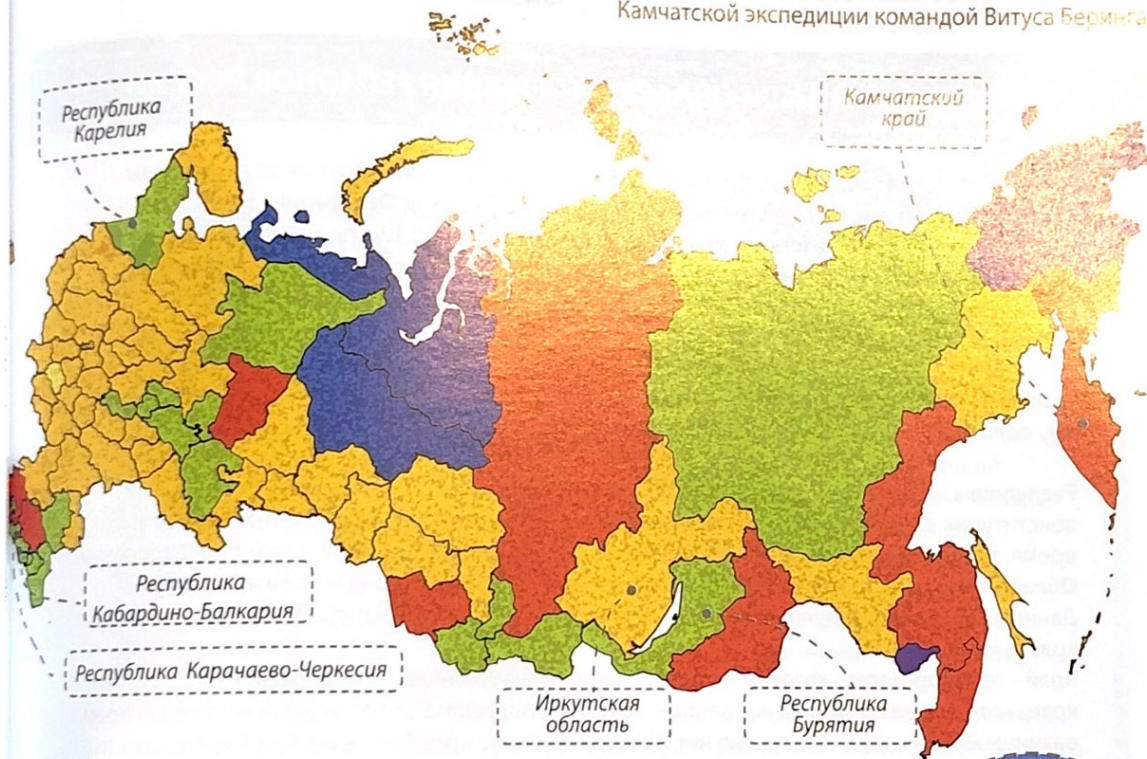 Камчатской экспедиции командой Витуса Беринга
Республика
Карелия
Камчатский
край
Республика
Кабардино-Балкария
Республика Карачаево-Черкесия
Иркутская
область
Республика
Бурятия